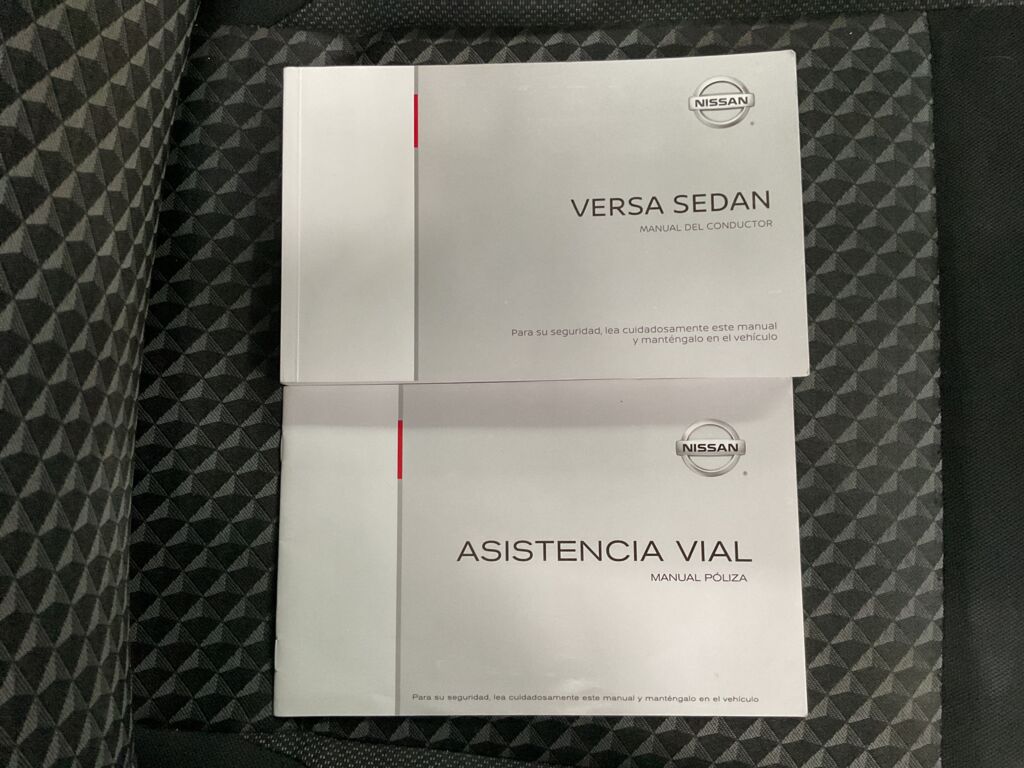 NISSAN
VERSA SEDAN
MANUAL DEL CONDUCTOR
Para su seguridad, lea cuidadosamente este manual
y manténgalo en el vehículo
NISSAN
ASISTENCIA VIAL
MANUAL PÓLIZA
Para su seguridad, lea cuidadosamente este manual y manténgalo en el vehículo